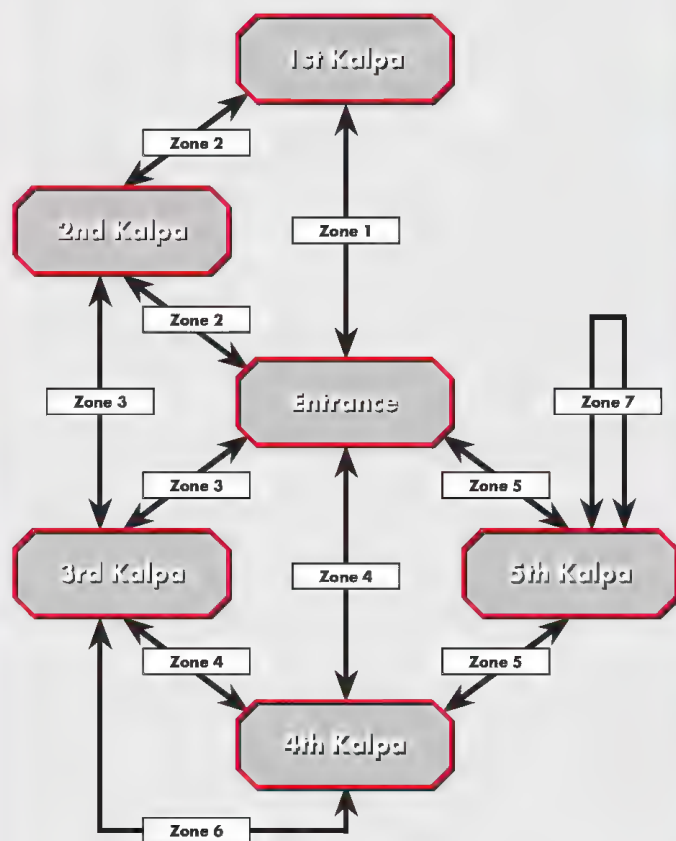 1st Kalpa
Zone 2
2nd Kalpa
Zone 1
Zone 2
Zone 3
Entrance
Zone 7
Zone 3
Zone 5
3rd Kalpa
Zone 4
5th Kalpa
Zone 4
Zone 5
4th Kalpa
Zone 6